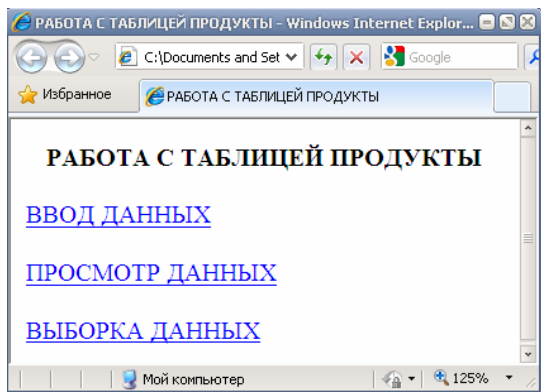 РАБОТА С ТАБЛИЦЕЙ ПРОДУКТЫ - Windows Internet Explor...
C:\Documents and Set
Google
Избранное
РАБОТА С ТАБЛИЦЕЙ ПРОДУКТЫ
РАБОТА С ТАБЛИЦЕЙ ПРОДУКТЫ
ВВОД ДАННЫХ
ПРОСМОТР ДАННЫХ
ВЫБОРКА ДАННЫХ
Мой компьютер
125%